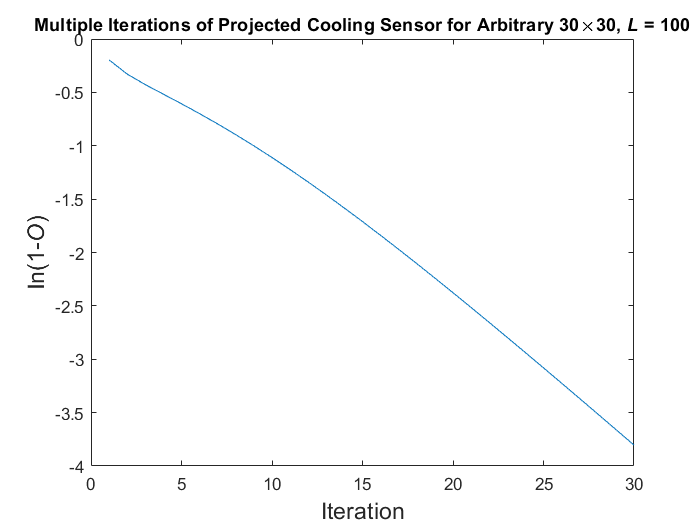 Multiple Iterations of Projected Cooling Sensor for Arbitrary 30×30, L = 100
0
-0.5
-1
-1.5
-2
-2.5
-3
-3.5
-4
ln(1-O)
0 5 10 15 20 25 30
Iteration